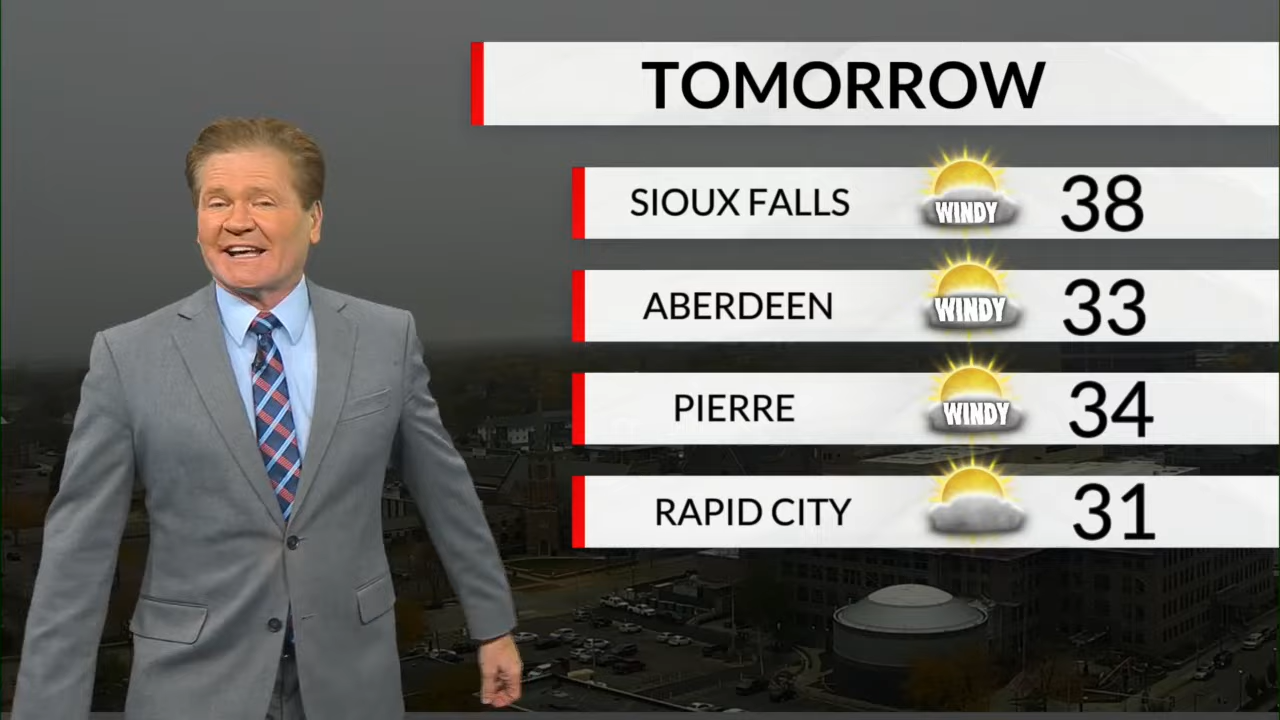 TOMORROW
SIOUX FALLS WINDY 38
ABERDEEN WINDY 33
PIERRE WINDY 34
RAPID CITY 31